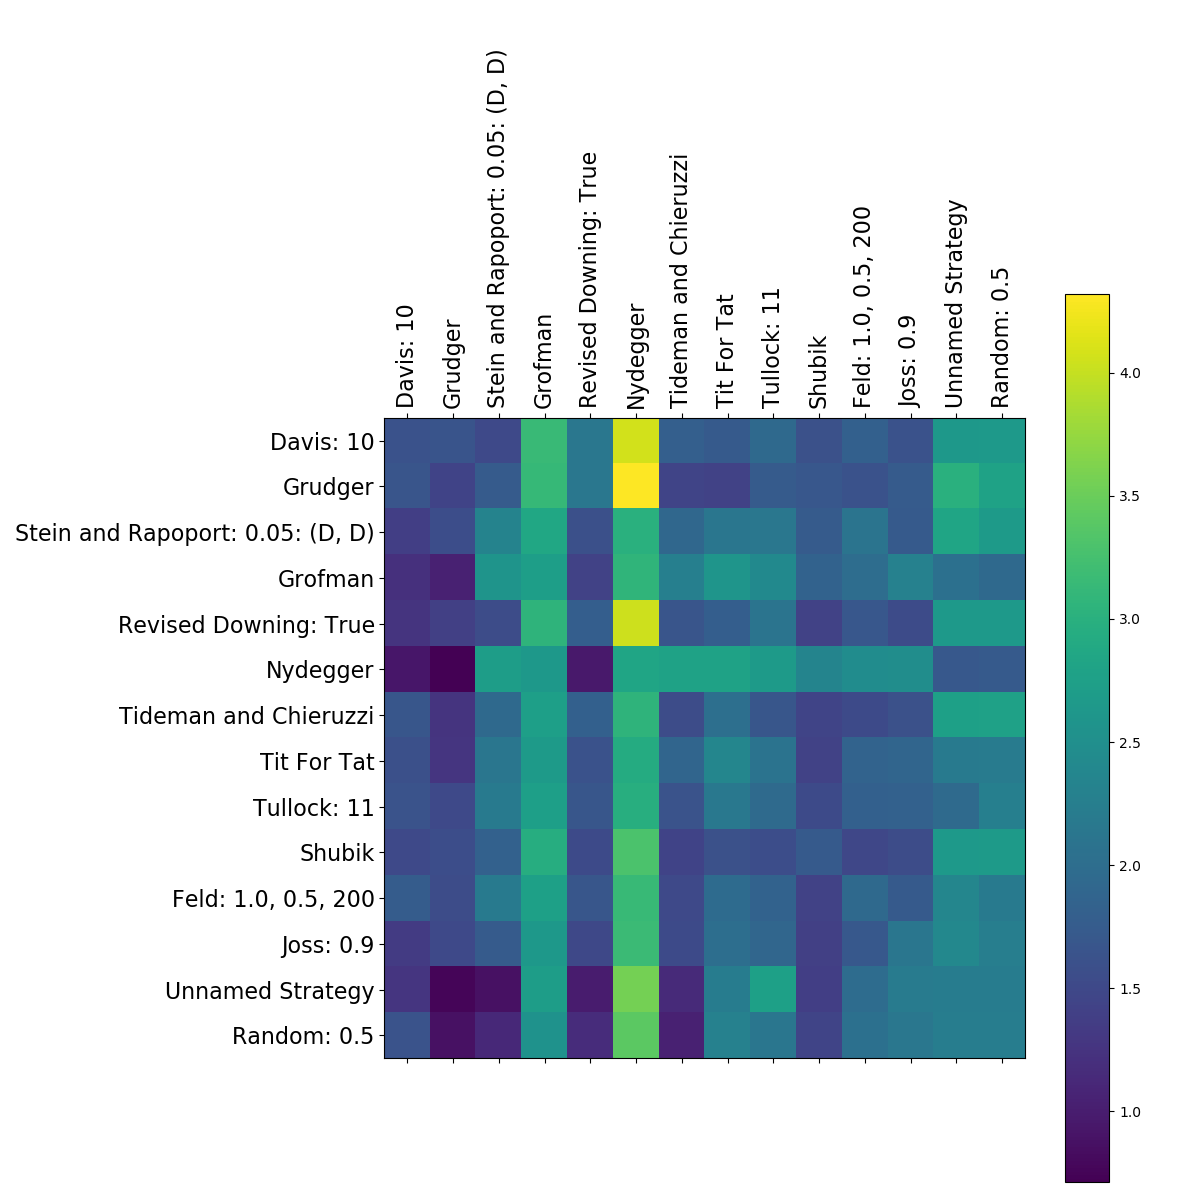 Davis: 10
Grudger
Stein and Rapoport: 0.05: (D, D)
Grofman
Revised Downing: True
Nydegger
Tideman and Chieruzzi
Tit For Tat
Tullock: 11
Shubik
Feld: 1.0, 0.5, 200
Joss: 0.9
Unnamed Strategy
Random: 0.5
Davis: 10
Grudger
Stein and Rapoport: 0.05: (D, D)
Grofman
Revised Downing: True
Nydegger
Tideman and Chieruzzi
Tit For Tat
Tullock: 11
Shubik
Feld: 1.0, 0.5, 200
Joss: 0.9
Unnamed Strategy
Random: 0.5
4.0
3.5
3.0
2.5
2.0
1.5
1.0